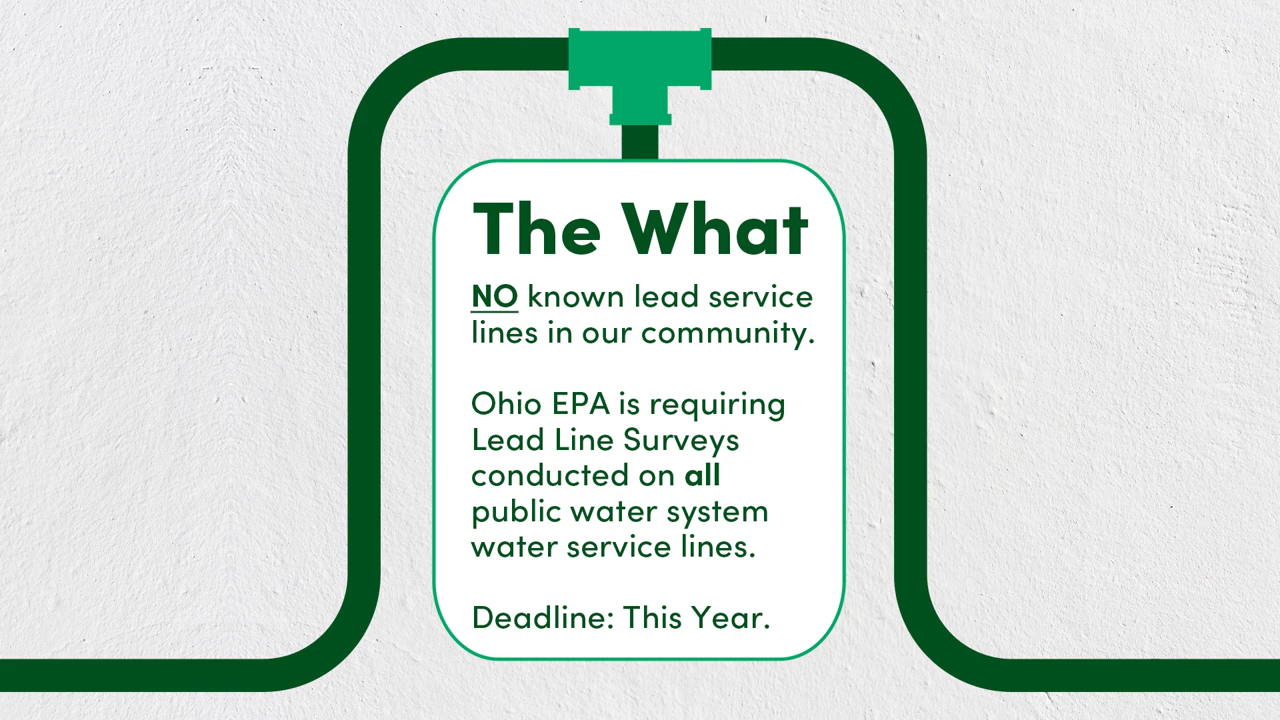 The What
NO known lead service
lines in our community.
Ohio EPA is requiring
Lead Line Surveys
conducted on all
public water system
water service lines.
Deadline: This Year.